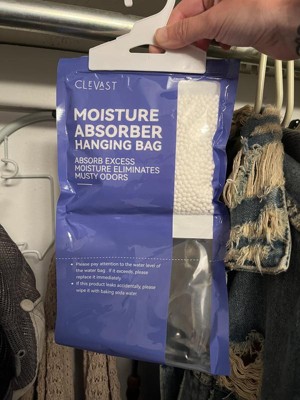 CLEVAST
MOISTURE
ABSORBER
HANGING BAG
ABSORB EXCESS
MOISTURE ELIMINATES
MUSTY ODORS
• Please pay attention to the water level of
the water bag. If it exceeds, please
replace it immediately.
• If this product leaks accidentally, please
wipe it with baking soda water.